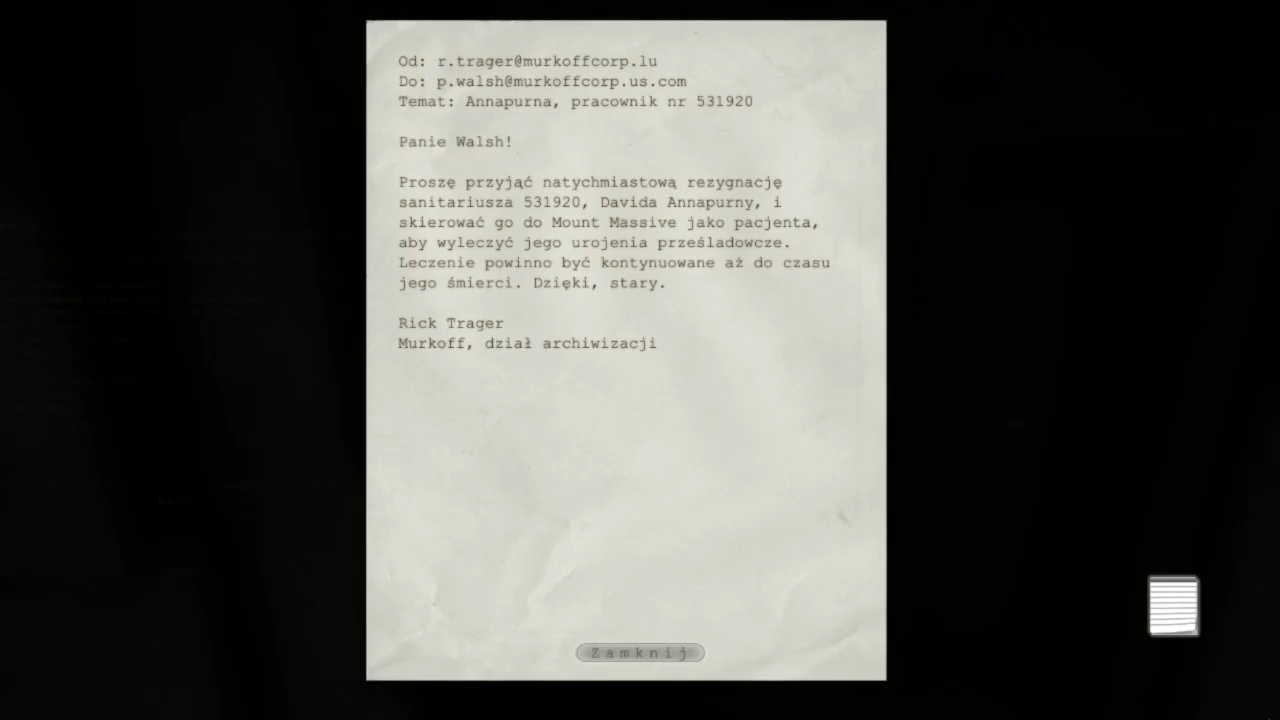 Od: r.trager@murkoffcorp.lu
Do: p.walsh@murkoffcorp.us.com
Temat: Annapurna, pracownik nr 531920
Panie Walsh!
Proszę przyjąć natychmiastową rezygnację
sanitariusza 531920, Davida Annapurny, i
skierować go do Mount Massive jako pacjenta,
aby wyleczyć jego urojenia prześladowcze.
Leczenie powinno być kontynuowane aż do czasu
jego śmierci. Dzięki, stary.
Rick Trager
Murkoff, dział archiwizacji
Zamknij